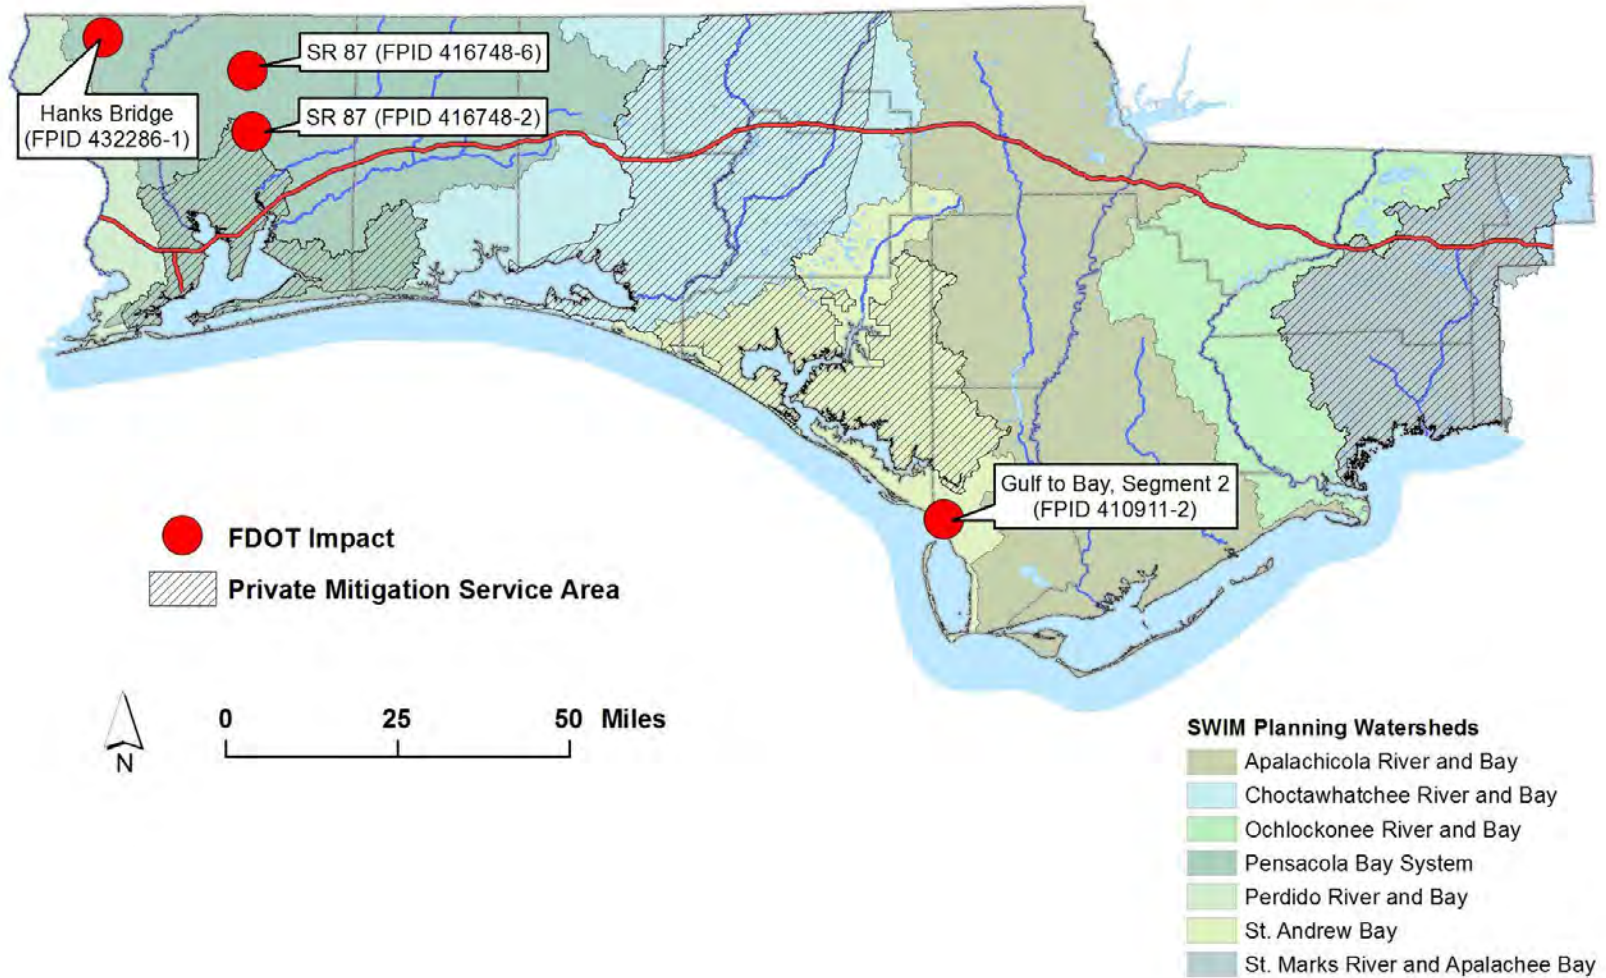 SR 87 (FPID 416748-6)
Hanks Bridge
(FPID 432286-1)
SR 87 (FPID 416748-2)
Gulf to Bay, Segment 2
(FPID 410911-2)
FDOT Impact
Private Mitigation Service Area
N
0 25 50 Miles
SWIM Planning Watersheds
Apalachicola River and Bay
Choctawhatchee River and Bay
Ochlockonee River and Bay
Pensacola Bay System
Perdido River and Bay
St. Andrew Bay
St. Marks River and Apalachee Bay